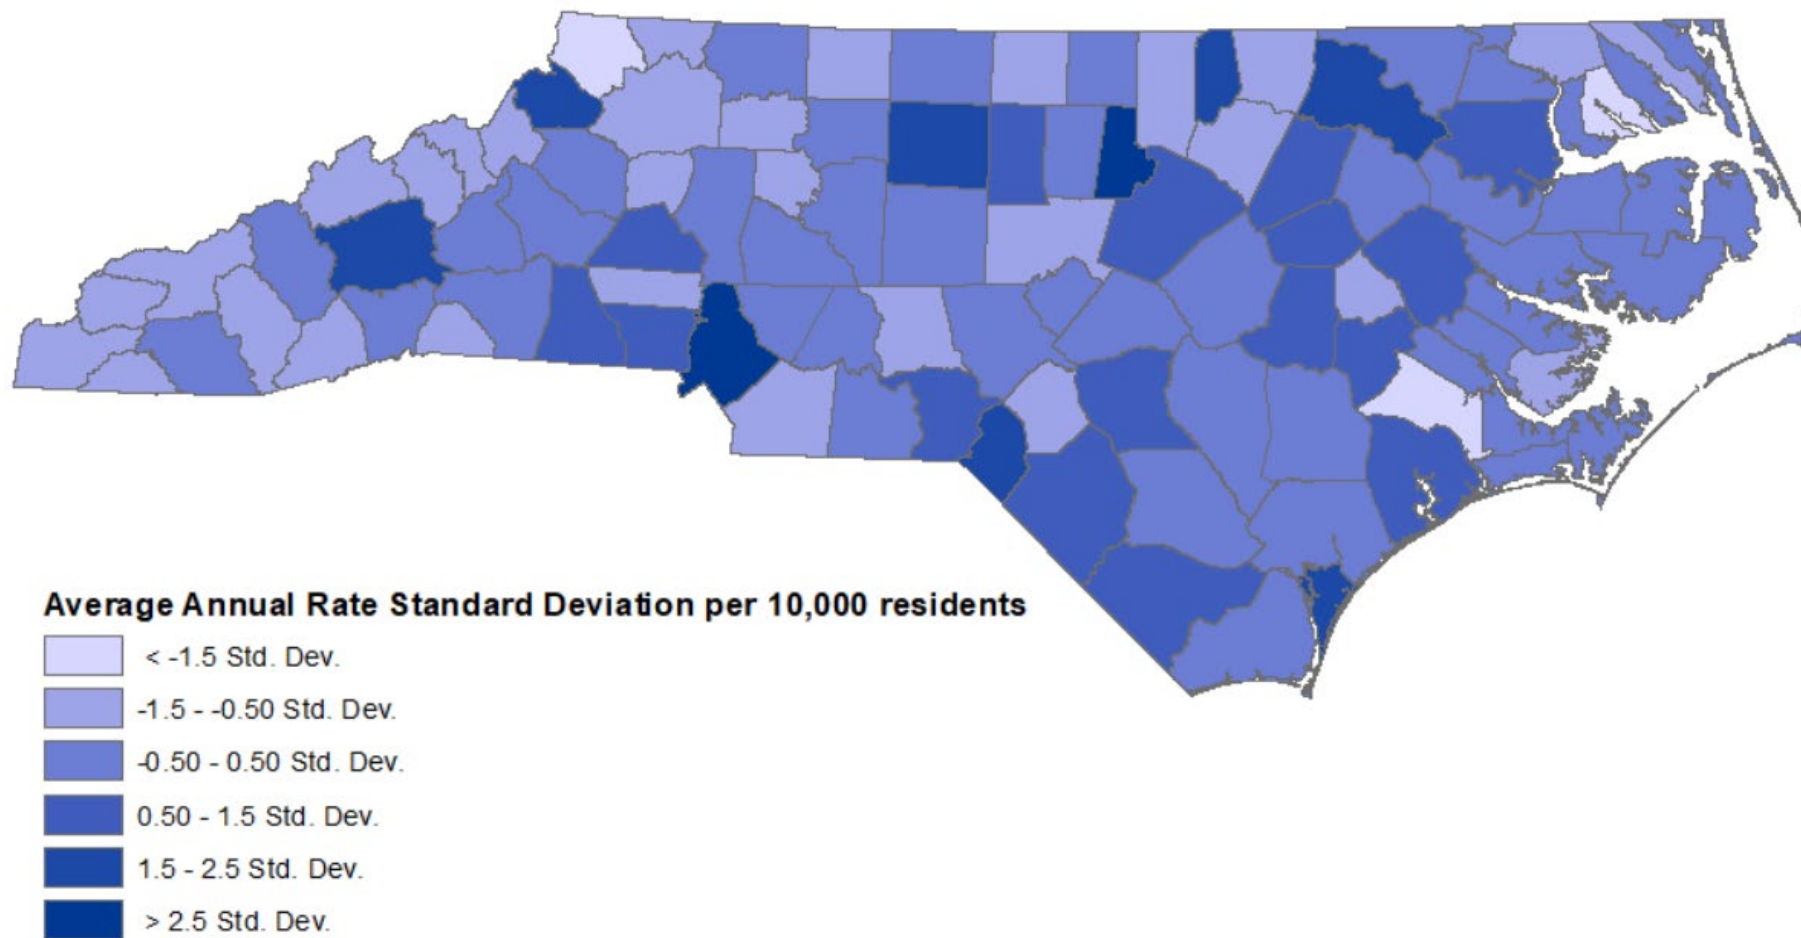 Average Annual Rate Standard Deviation per 10,000 residents
< -1.5 Std. Dev.
-1.5 - -0.50 Std. Dev.
-0.50 - 0.50 Std. Dev.
0.50 - 1.5 Std. Dev.
1.5 - 2.5 Std. Dev.
> 2.5 Std. Dev.